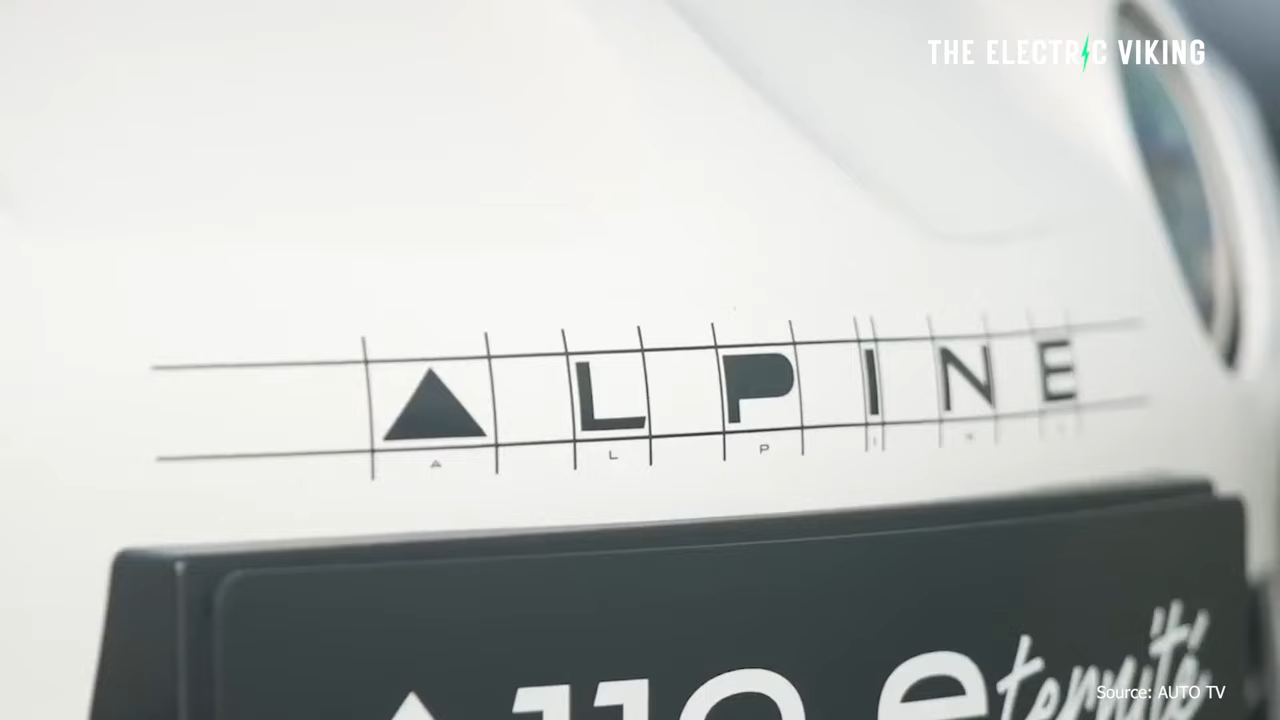 THE ELECTRIC VIKING
ALPINE
A L P I N E
A110 eternité
Source: AUTO TV